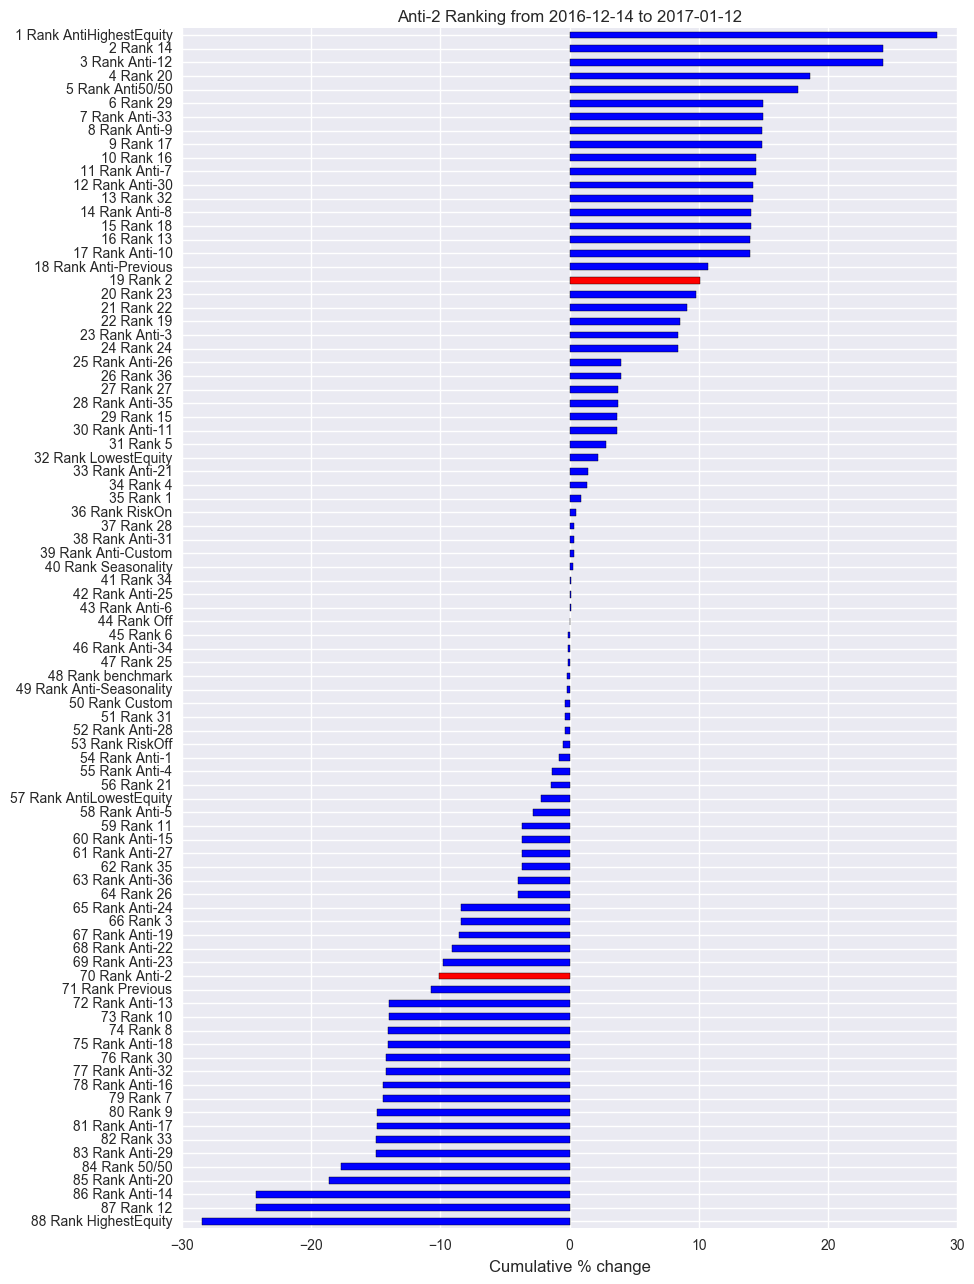 Anti-2 Ranking from 2016-12-14 to 2017-01-12
1 Rank AntiHighestEquity
2 Rank 14
3 Rank Anti-12
4 Rank 20
5 Rank Anti50/50
6 Rank 29
7 Rank Anti-33
8 Rank Anti-9
9 Rank 17
10 Rank 16
11 Rank Anti-7
12 Rank Anti-30
13 Rank 32
14 Rank Anti-8
15 Rank 18
16 Rank 13
17 Rank Anti-10
18 Rank Anti-Previous
19 Rank 2
20 Rank 23
21 Rank 22
22 Rank 19
23 Rank Anti-3
24 Rank 24
25 Rank Anti-26
26 Rank 36
27 Rank 27
28 Rank Anti-35
29 Rank 15
30 Rank Anti-11
31 Rank 5
32 Rank LowestEquity
33 Rank Anti-21
34 Rank 4
35 Rank 1
36 Rank RiskOn
37 Rank 28
38 Rank Anti-31
39 Rank Anti-Custom
40 Rank Seasonality
41 Rank 34
42 Rank Anti-25
43 Rank Anti-6
44 Rank Off
45 Rank 6
46 Rank Anti-34
47 Rank 25
48 Rank benchmark
49 Rank Anti-Seasonality
50 Rank Custom
51 Rank 31
52 Rank Anti-28
53 Rank RiskOff
54 Rank Anti-1
55 Rank Anti-4
56 Rank 21
57 Rank AntiLowestEquity
58 Rank Anti-5
59 Rank 11
60 Rank Anti-15
61 Rank Anti-27
62 Rank 35
63 Rank Anti-36
64 Rank 26
65 Rank Anti-24
66 Rank 3
67 Rank Anti-19
68 Rank Anti-22
69 Rank Anti-23
70 Rank Anti-2
71 Rank Previous
72 Rank Anti-13
73 Rank 10
74 Rank 8
75 Rank Anti-18
76 Rank 30
77 Rank Anti-32
78 Rank Anti-16
79 Rank 7
80 Rank 9
81 Rank Anti-17
82 Rank 33
83 Rank Anti-29
84 Rank 50/50
85 Rank Anti-20
86 Rank Anti-14
87 Rank 12
88 Rank HighestEquity
−30 −20 −10 0 10 20 30
Cumulative % change